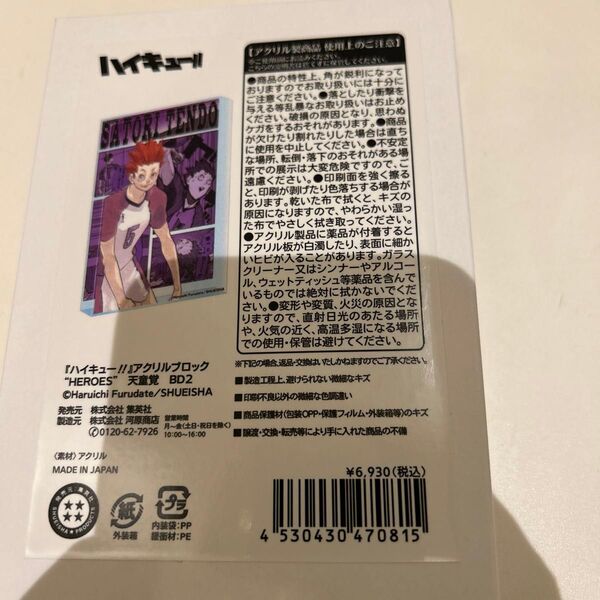 ハイキュー!!
SATORI TENDO
6
©Haruichi Furudate/SHUEISHA
【アクリル製商品 使用上のご注意】
●商品の特性上、角が鋭利になって
おりますのでお取り扱いには十分に
ご注意ください。●落としたり衝撃を
与える等乱暴なお取り扱いはお止め
ください。破損の原因となり、思わぬ
ケガをするおそれがあります。●商品
が欠けたり割れたりした場合は直ち
に使用を中止してください。●不安定
な場所、転倒・落下のおそれがある場
所での展示は大変危険ですので、ご
遠慮ください。●印刷面を強く擦る
と、印刷が剥げたり色落ちする場合が
あります。乾いた布で拭くと、キズの
原因になりますので、やわらかい湿っ
た布でやさしく拭き取ってください。
●アクリル製品に薬品が付着すると
アクリル板が白濁したり、表面に細か
いヒビが入ることがあります。ガラス
クリーナー又はシンナーやアルコー
ル、ウェットティッシュ等薬品を含んで
いるものでは絶対に拭かないでくだ
さい。●変形や変質、火災の原因とな
りますので、直射日光のあたる場所
や、火気の近く、高温多湿になる場所
での使用・保管は避けてください。
『ハイキュー!!』アクリルブロック
“HEROES” 天童覚 BD2
©Haruichi Furudate/SHUEISHA
発売元 株式会社 集英社
製造元 株式会社 河原商店
✆0120-62-7926
営業時間
月〜金(土日・祝日を除く)
10:00〜16:00
〈素材〉アクリル
MADE IN JAPAN
※下記の場合、返品・交換はいたしかねますのでご了承ください。
■製造工程上、避けられない微細なキズ
■印刷不良以外の微細な色調違い
■商品保護材(包装OPP・保護フィルム・外装箱等)のキズ
■譲渡・交換・転売等により手に入れた商品の不備
¥6,930(税込)
発売元:集英社
SHUEISHA PRODUCTS
紙
外装箱
プラ
内装袋:PP
緩衝材:PE
4 530430 470815